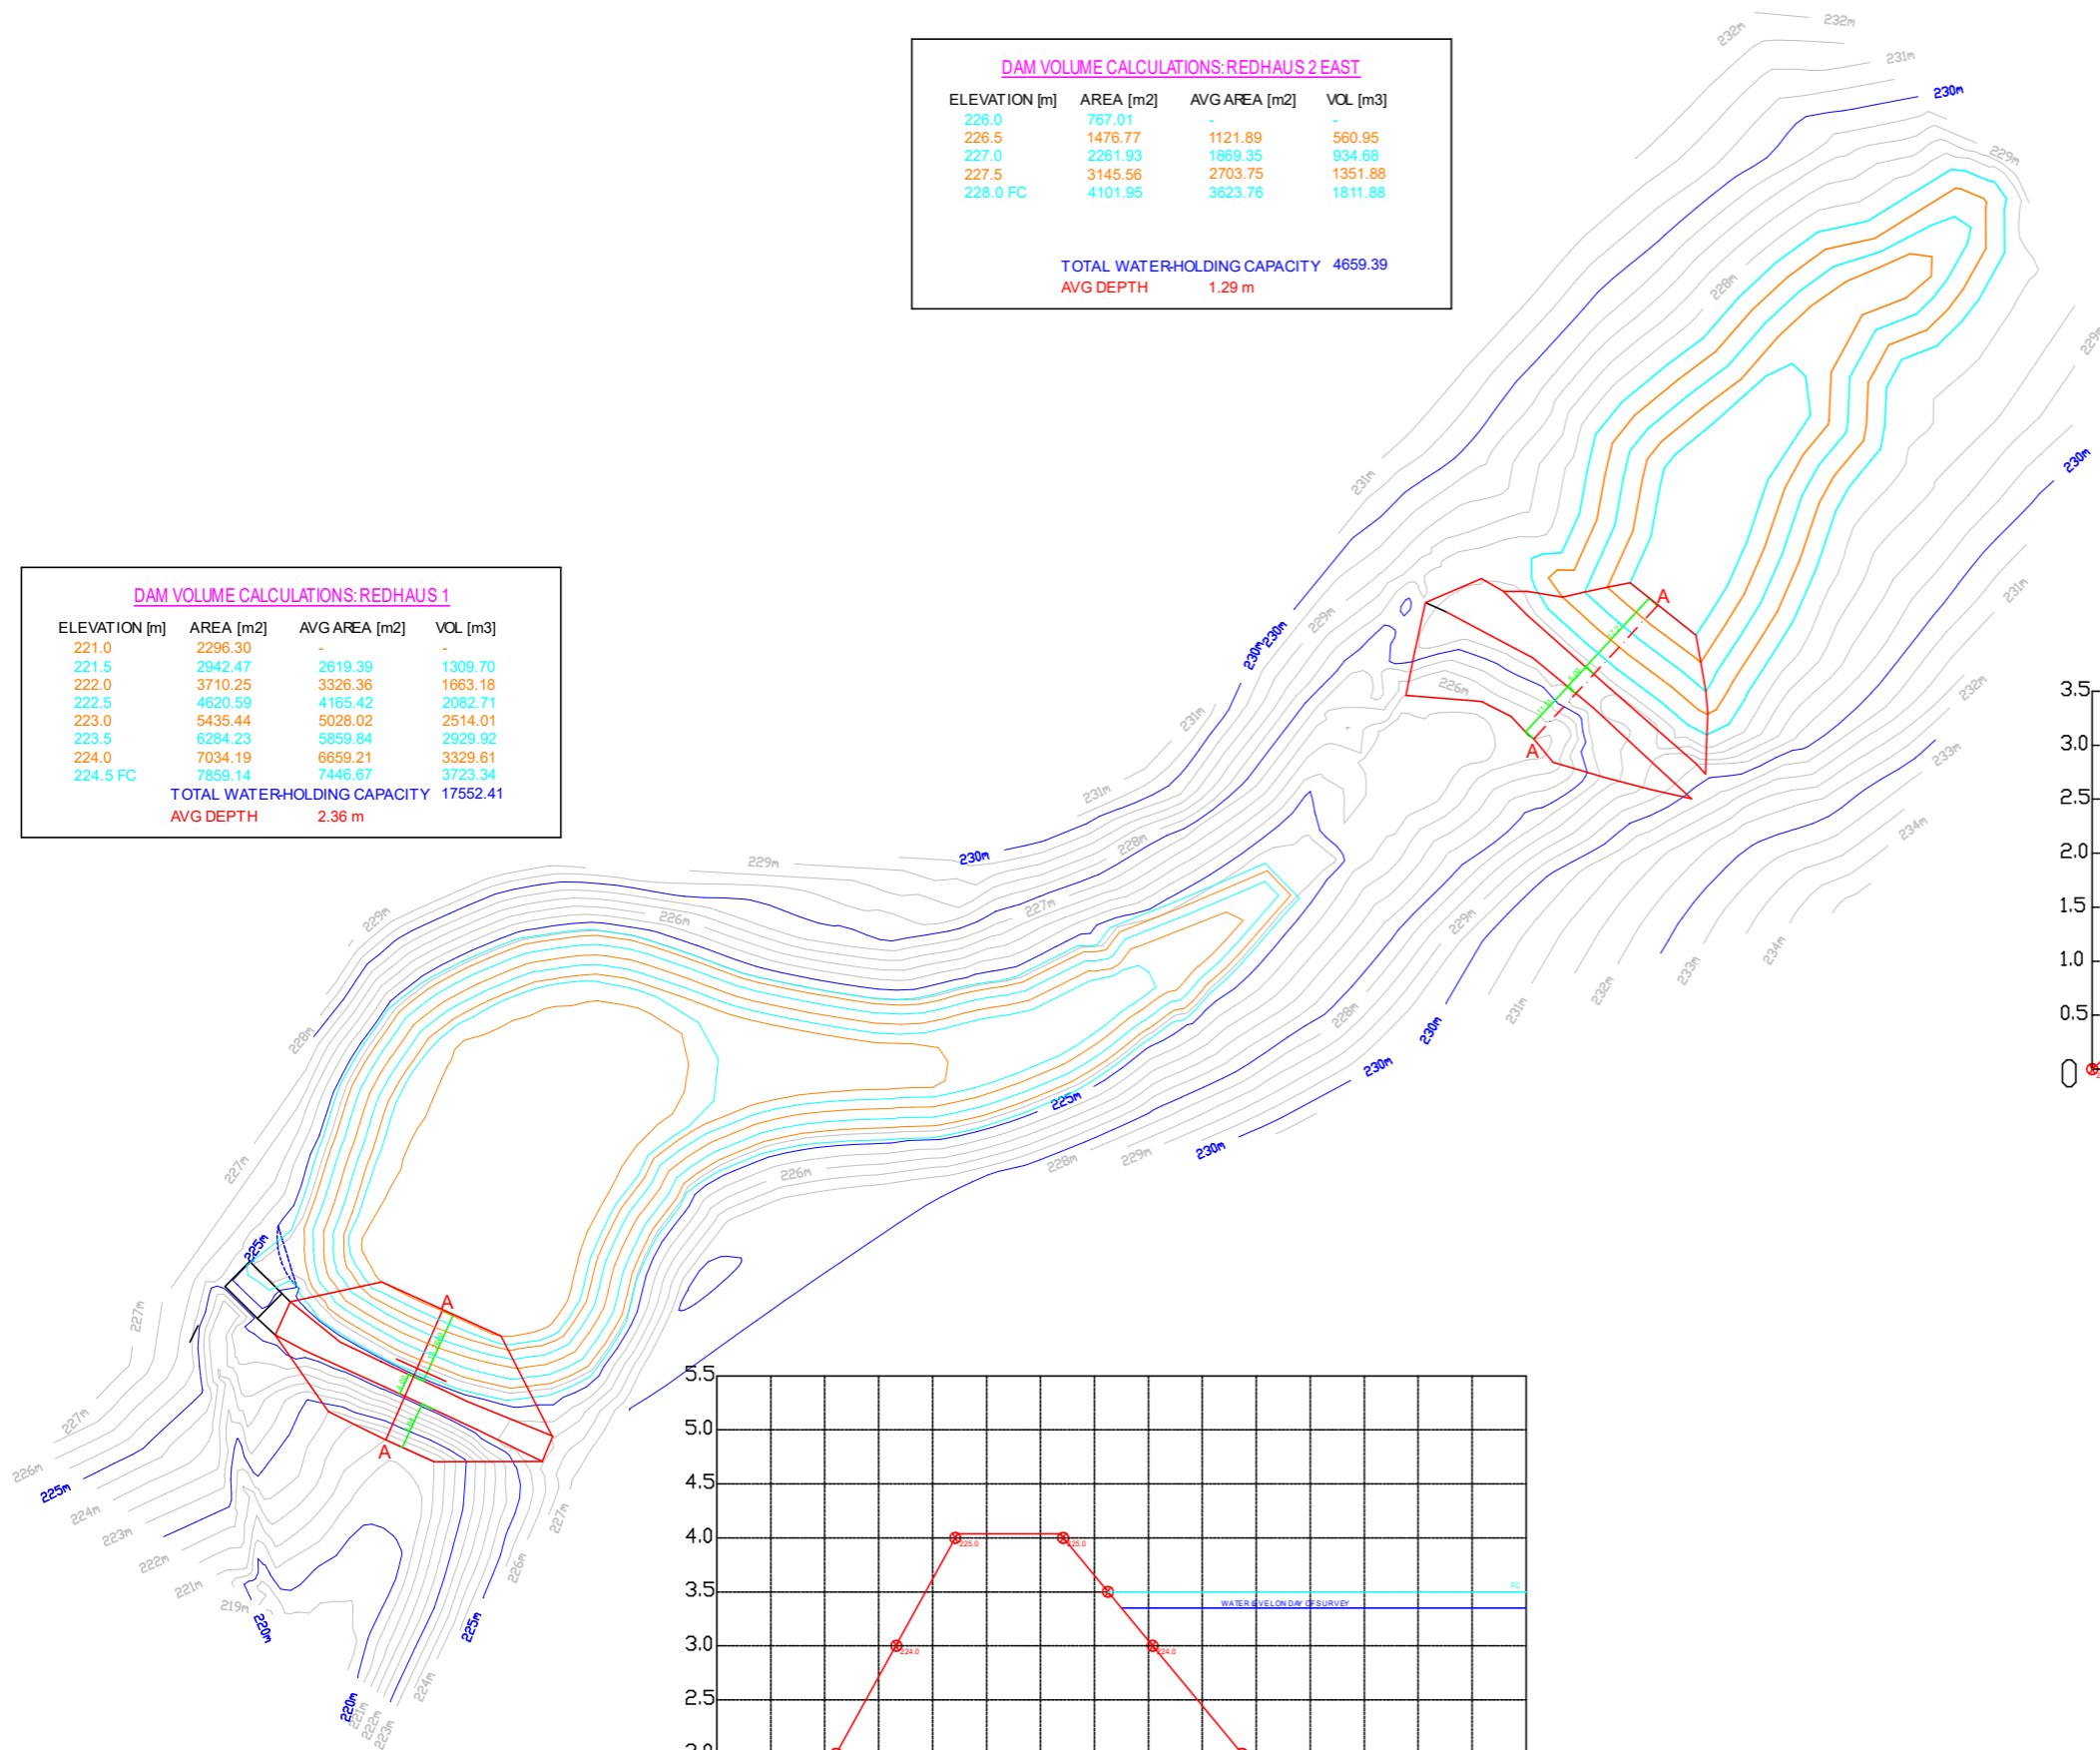 DAM VOLUME CALCULATIONS: REDHAUS 2 EAST
ELEVATION [m] AREA [m2] AVG AREA [m2] VOL [m3]
226.0 767.01 - -
226.5 1476.77 1121.89 560.95
227.0 2261.93 1869.35 934.68
227.5 3145.56 2703.75 1351.88
228.0 FC 4101.95 3623.76 1811.88
TOTAL WATER-HOLDING CAPACITY 4659.39
AVG DEPTH 1.29 m
232m
232m
231m
230m
229m
228m
229m
230m
231m
231m
232m
233m
234m
234m
233m
232m
231m
230m
229m
228m
230m
229m
230m
230m
231m
231m
226m
A
A
DAM VOLUME CALCULATIONS: REDHAUS 1
ELEVATION [m] AREA [m2] AVG AREA [m2] VOL [m3]
221.0 2296.30 - -
221.5 2942.47 2619.39 1309.70
222.0 3710.25 3326.36 1663.18
222.5 4620.59 4165.42 2082.71
223.0 5435.44 5028.02 2514.01
223.5 6284.23 5859.84 2929.92
224.0 7034.19 6659.21 3329.61
224.5 FC 7859.14 7446.67 3723.34
TOTAL WATER-HOLDING CAPACITY 17552.41
AVG DEPTH 2.36 m
229m
230m
228m
227m
226m
229m
228m
227m
225m
230m
228m
229m
230m
226m
225m
227m
227m
226m
225m
224m
223m
222m
221m
219m
220m
A
A
227m
226m
225m
224m
220m
221m
222m
223m
3.5
3.0
2.5
2.0
1.5
1.0
0.5
0
5.5
5.0
4.5
4.0
3.5
3.0
2.5
2.0
225.0
225.0
FC
WATER LEVEL ON DAY OF SURVEY
224.0
224.0